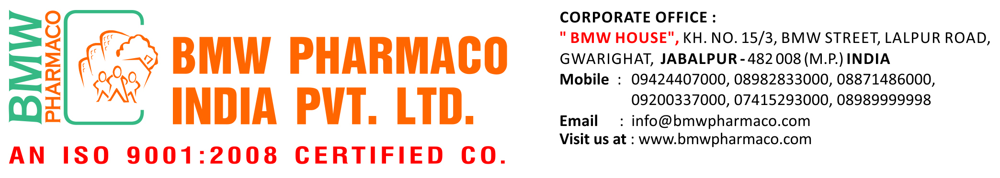 BMW
PHARMACO
BMW PHARMACO
INDIA PVT. LTD.
AN ISO 9001:2008 CERTIFIED CO.
CORPORATE OFFICE :
" BMW HOUSE", KH. NO. 15/3, BMW STREET, LALPUR ROAD,
GWARIGHAT, JABALPUR - 482 008 (M.P.) INDIA
Mobile : 09424407000, 08982833000, 08871486000,
09200337000, 07415293000, 08989999998
Email : info@bmwpharmaco.com
Visit us at : www.bmwpharmaco.com